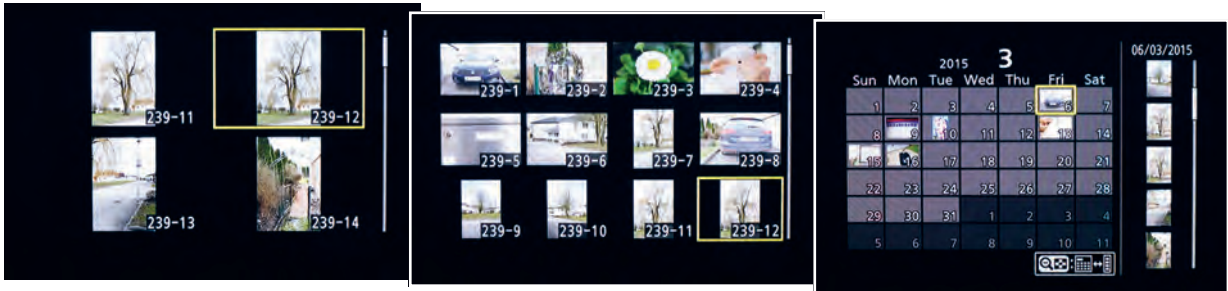 239-11 239-12
239-13 239-14
239-1 239-2 239-3 239-4
239-5 239-6 239-7 239-8
239-9 239-10 239-11 239-12
2015 3
Sun Mon Tue Wed Thu Fri Sat
1 2 3 4 5 6 7
8 9 10 11 12 13 14
15 16 17 18 19 20 21
22 23 24 25 26 27 28
29 30 31 1 2 3 4
5 6 7 8 9 10 11
06/03/2015